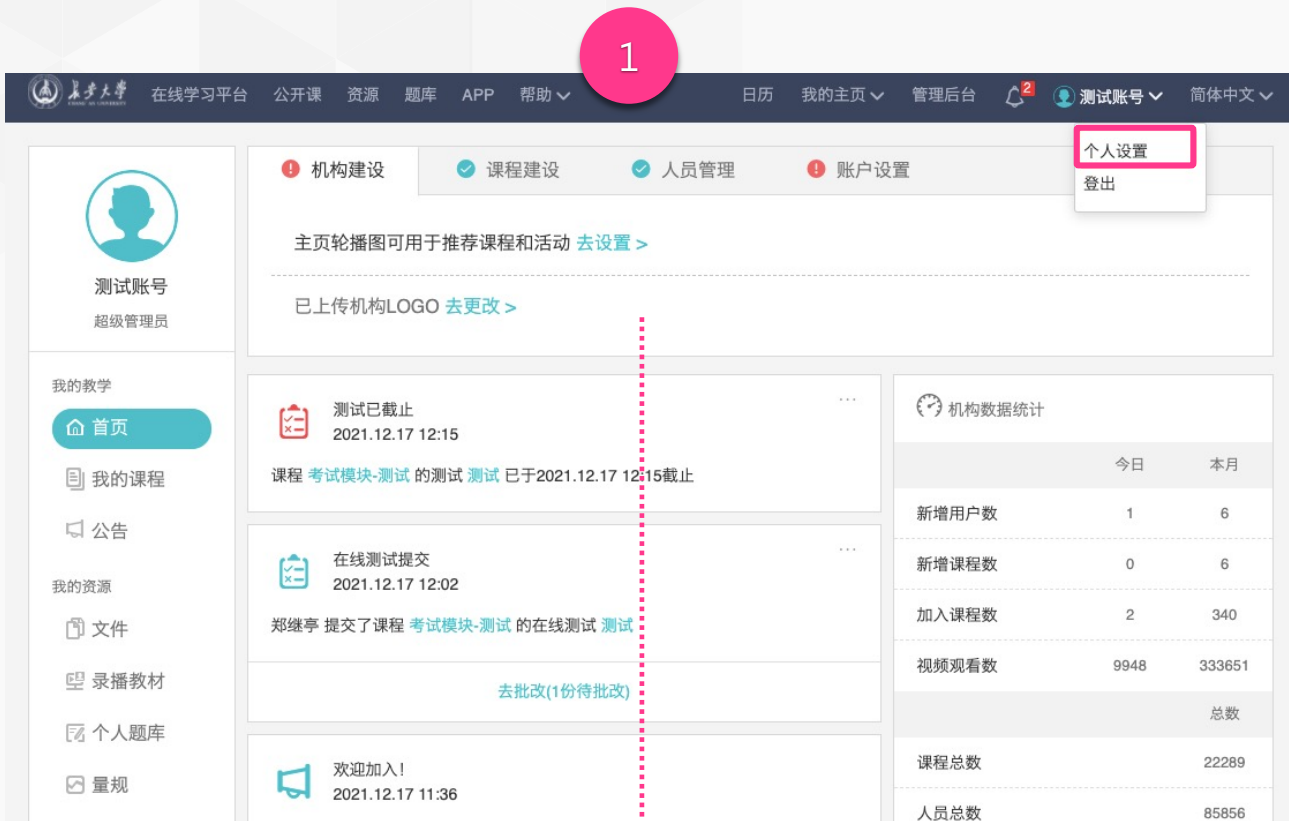 1
长安大学
CHANG'AN UNIVERSITY
在线学习平台 公开课 资源 题库 APP 帮助 日历 我的主页 管理后台 2 测试账号 简体中文
个人设置
登出
机构建设 课程建设 人员管理 账户设置
主页轮播图可用于推荐课程和活动 去设置 >
已上传机构LOGO 去更改 >
测试账号
超级管理员
我的教学
首页
我的课程
公告
我的资源
文件
录播教材
个人题库
量规
测试已截止
2021.12.17 12:15
...
课程 考试模块-测试 的测试 测试 已于2021.12.17 12:15截止
在线测试提交
2021.12.17 12:02
...
郑继亭 提交了课程 考试模块-测试 的在线测试 测试
去批改(1份待批改)
欢迎加入!
2021.12.17 11:36
机构数据统计
今日 本月
新增用户数 1 6
新增课程数 0 6
加入课程数 2 340
视频观看数 9948 333651
总数
课程总数 22289
人员总数 85856